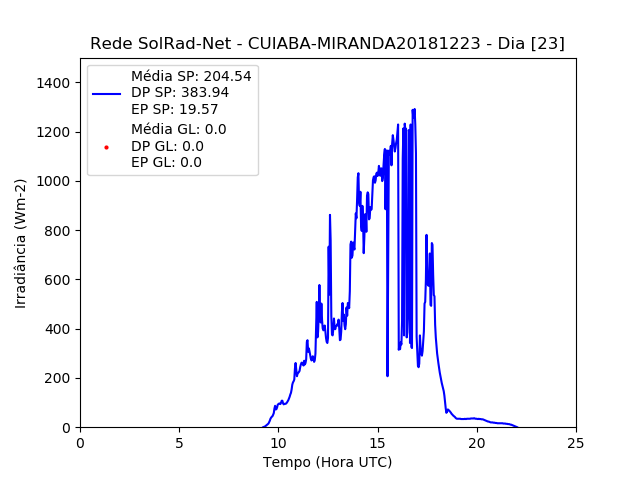 Rede SolRad-Net - CUIABA-MIRANDA20181223 - Dia [23]
Média SP: 204.54
DP SP: 383.94
EP SP: 19.57
Média GL: 0.0
DP GL: 0.0
EP GL: 0.0
1400
1200
1000
800
600
400
200
0
Irradiância (Wm-2)
0 5 10 15 20 25
Tempo (Hora UTC)